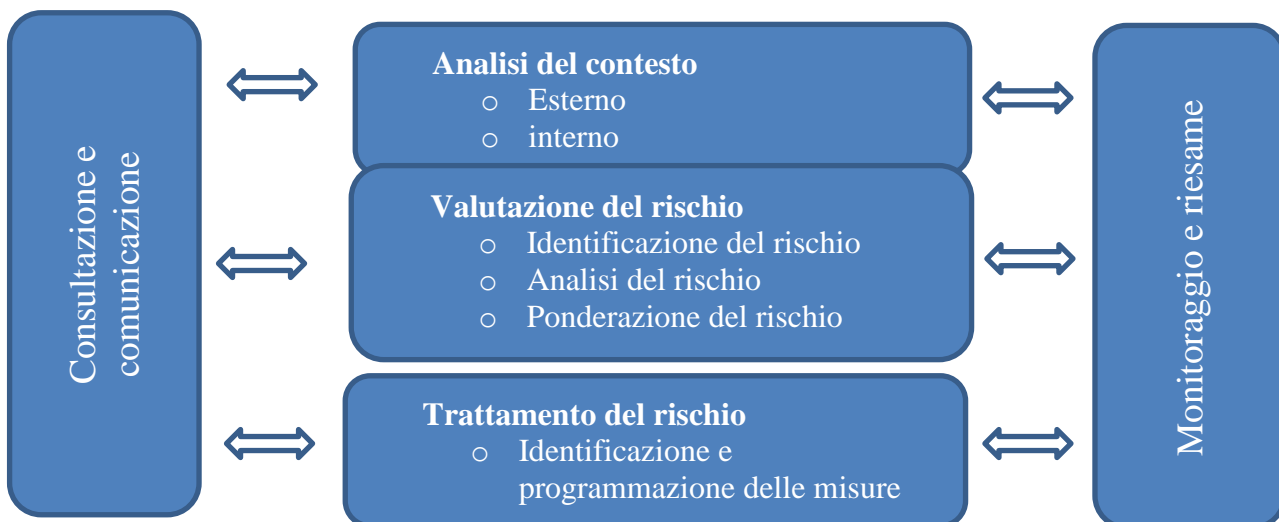 Consultazione e
comunicazione
Analisi del contesto
o Esterno
o interno
Valutazione del rischio
o Identificazione del rischio
o Analisi del rischio
o Ponderazione del rischio
Trattamento del rischio
o Identificazione e
programmazione delle misure
Monitoraggio e riesame